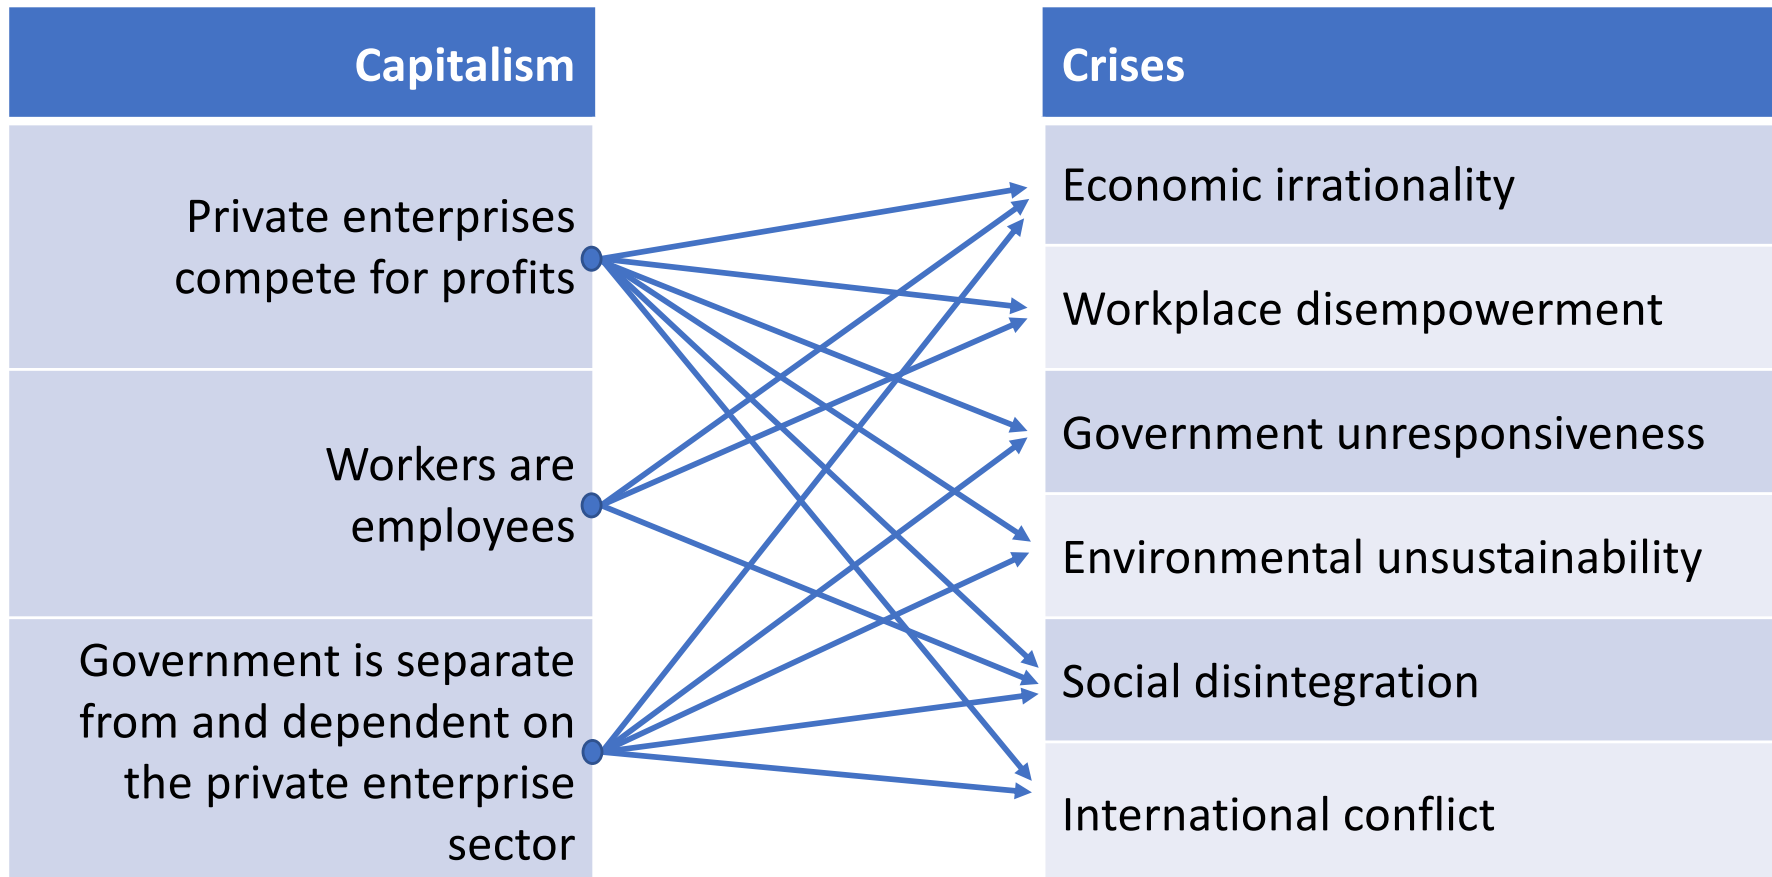 Capitalism
Private enterprises
compete for profits
Workers are
employees
Government is separate
from and dependent on
the private enterprise
sector
Crises
Economic irrationality
Workplace disempowerment
Government unresponsiveness
Environmental unsustainability
Social disintegration
International conflict